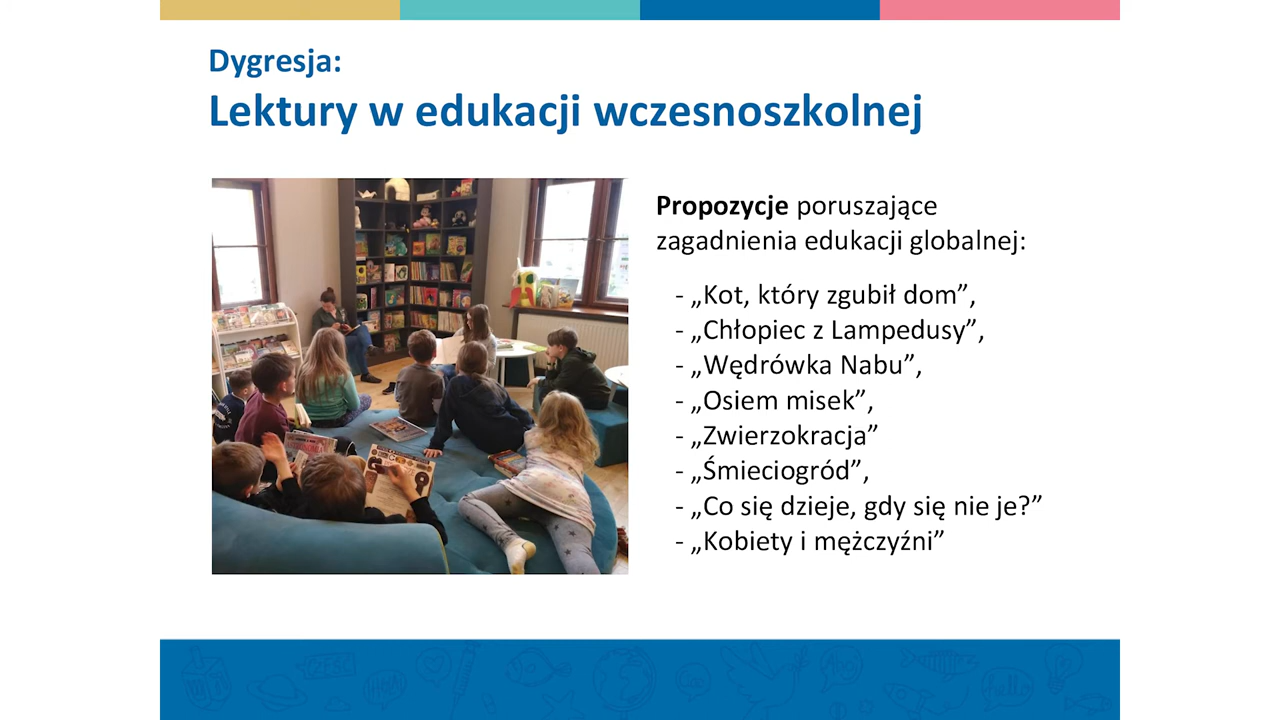 Dygresja:
Lektury w edukacji wczesnoszkolnej
Propozycje poruszające
zagadnienia edukacji globalnej:
- „Kot, który zgubił dom”,
- „Chłopiec z Lampedusy”,
- „Wędrówka Nabu”,
- „Osiem misek”,
- „Zwierzokracja”
- „Śmieciogród”,
- „Co się dzieje, gdy się nie je?”
- „Kobiety i mężczyźni”
CZEŚĆ